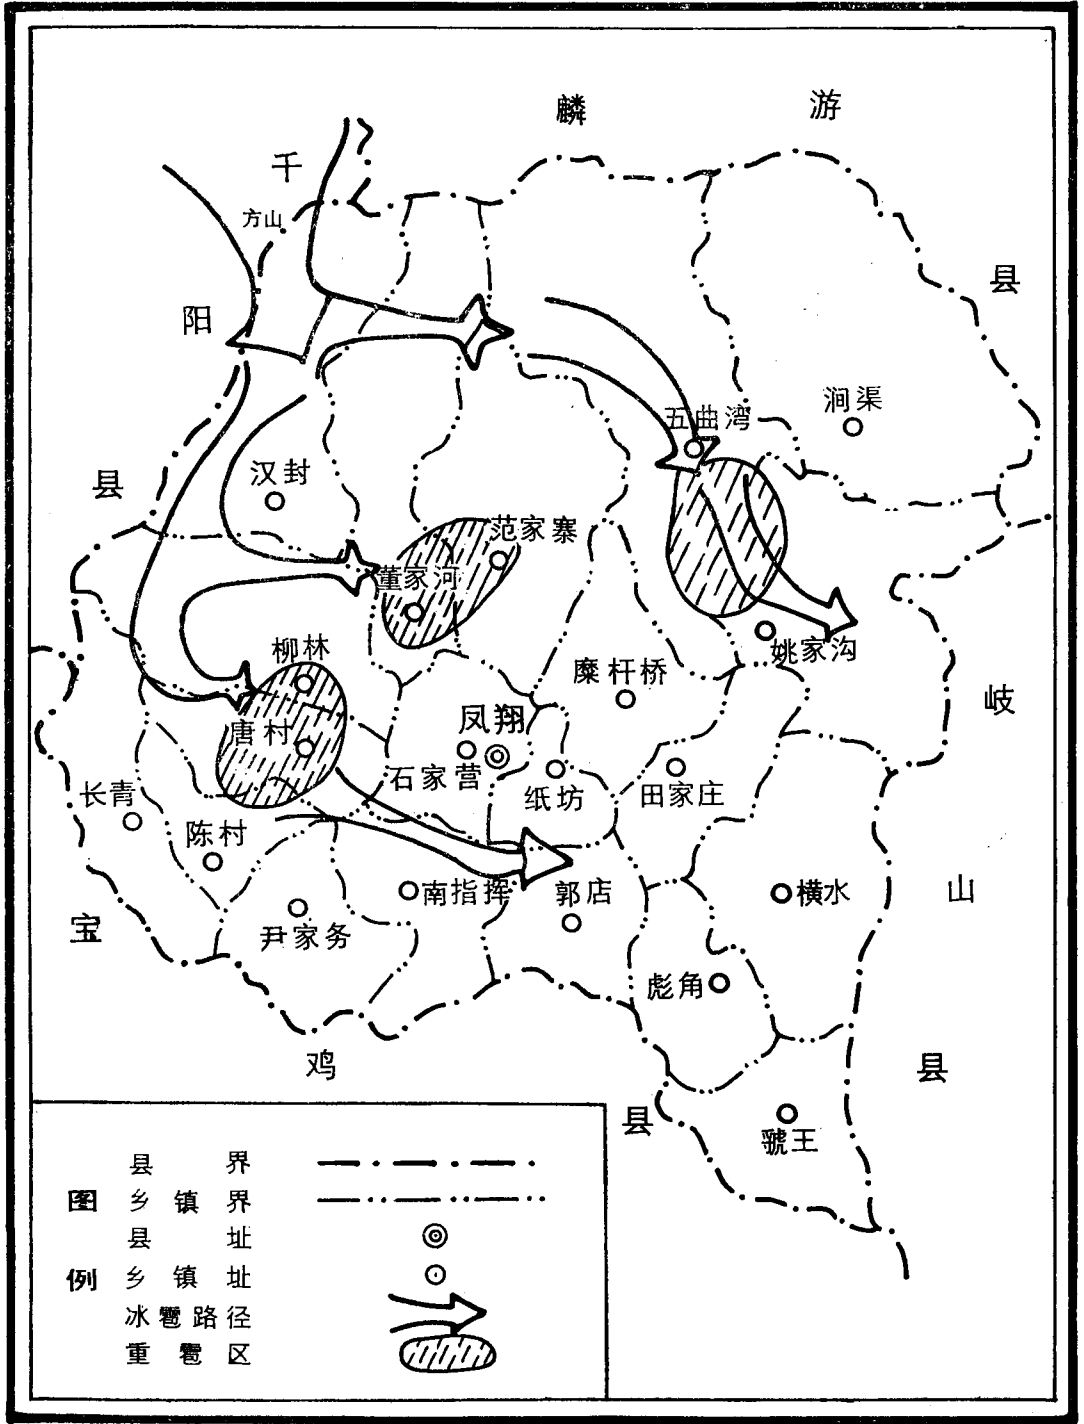 麟 游
千
方山
县
阳
涧渠
五曲湾
县
汉封
范家寨
董家河
柳林
姚家沟
糜杆桥
岐
凤翔
唐村
石家营
长青
纸坊
田家庄
陈村
南指挥
郭店
横水
山
宝
尹家务
彪角
鸡
县
县
虢王
图例
县界
乡镇界
县址
乡镇址
冰雹路径
重雹区